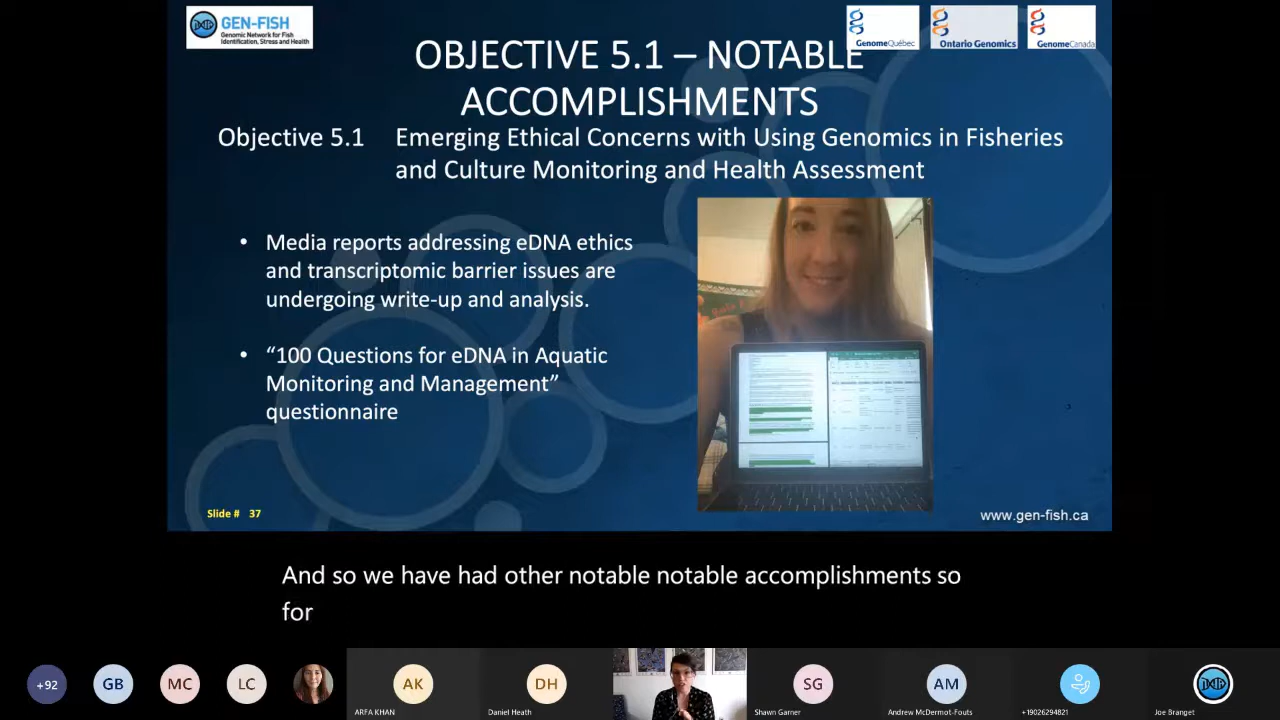 GEN-FISH
Genomic Network for Fish
Identification, Stress and Health
GenomeQuébec
Ontario Genomics
GenomeCanada
OBJECTIVE 5.1 – NOTABLE
ACCOMPLISHMENTS
Objective 5.1 Emerging Ethical Concerns with Using Genomics in Fisheries
and Culture Monitoring and Health Assessment
• Media reports addressing eDNA ethics
and transcriptomic barrier issues are
undergoing write-up and analysis.
• “100 Questions for eDNA in Aquatic
Monitoring and Management”
questionnaire
Slide # 37
www.gen-fish.ca
And so we have had other notable notable accomplishments so
for
+92
GB
MC
LC
AK
DH
SG
AM
ARFA KHAN
Daniel Heath
Shawn Garner
Andrew McDermot-Fouts
+19026294821
Joe Branget